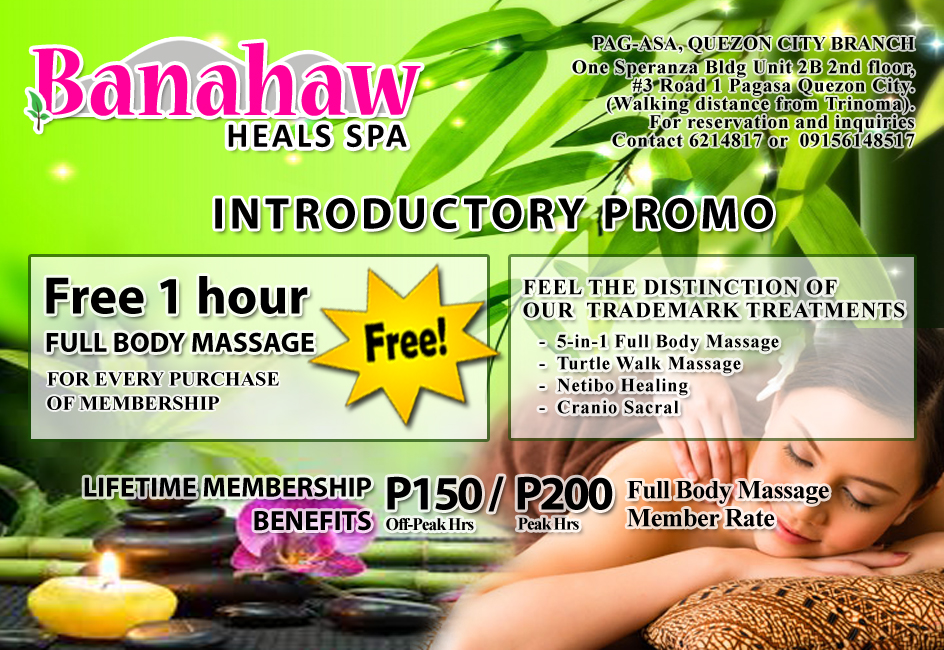 Banahaw
HEALS SPA
PAG-ASA, QUEZON CITY BRANCH
One Speranza Bldg Unit 2B 2nd floor,
#3 Road 1 Pagasa Quezon City.
(Walking distance from Trinoma).
For reservation and inquiries
Contact 6214817 or 09156148517
INTRODUCTORY PROMO
Free 1 hour
FULL BODY MASSAGE
FOR EVERY PURCHASE
OF MEMBERSHIP
Free!
FEEL THE DISTINCTION OF
OUR TRADEMARK TREATMENTS
- 5-in-1 Full Body Massage
- Turtle Walk Massage
- Netibo Healing
- Cranio Sacral
LIFETIME MEMBERSHIP
BENEFITS
P150 / P200
Off-Peak Hrs Peak Hrs
Full Body Massage
Member Rate